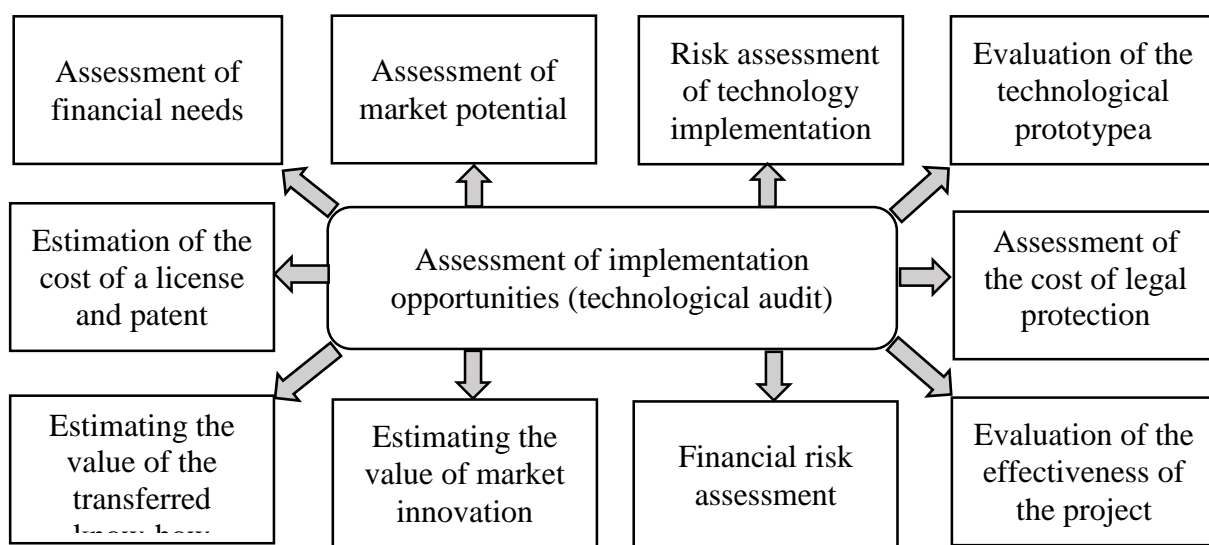 Assessment of
financial needs
Assessment of
market potential
Risk assessment
of technology
implementation
Evaluation of the
technological
prototypea
Estimation of the
cost of a license
and patent
Assessment of implementation
opportunities (technological audit)
Assessment of
the cost of legal
protection
Estimating the
value of the
transferred
know-how
Estimating the
value of market
innovation
Financial risk
assessment
Evaluation of the
effectiveness of
the project